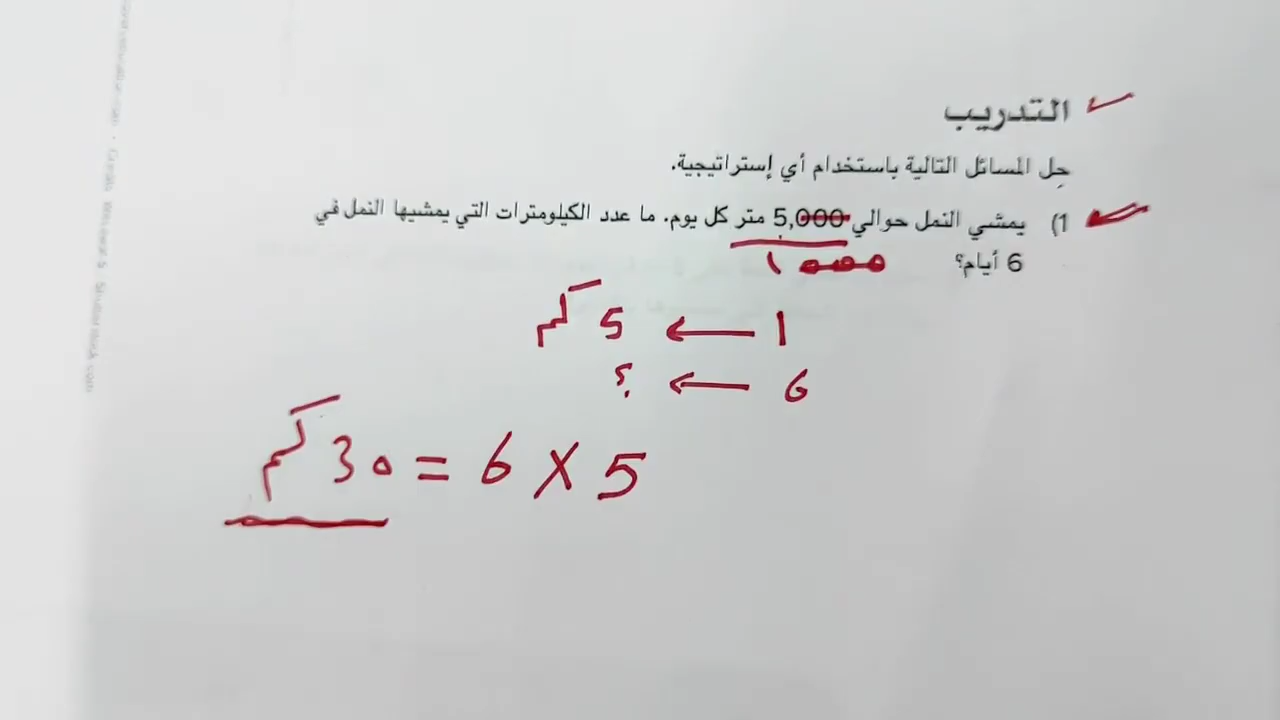 التدريب
حِل المسائل التالية باستخدام أي إستراتيجية.
1) يمشي النمل حوالي 5,000 متر كل يوم. ما عدد الكيلومترات التي يمشيها النمل في
6 أيام؟
1000
1 ← 5 كم
6 ← ؟
5 × 6 = 30 كم